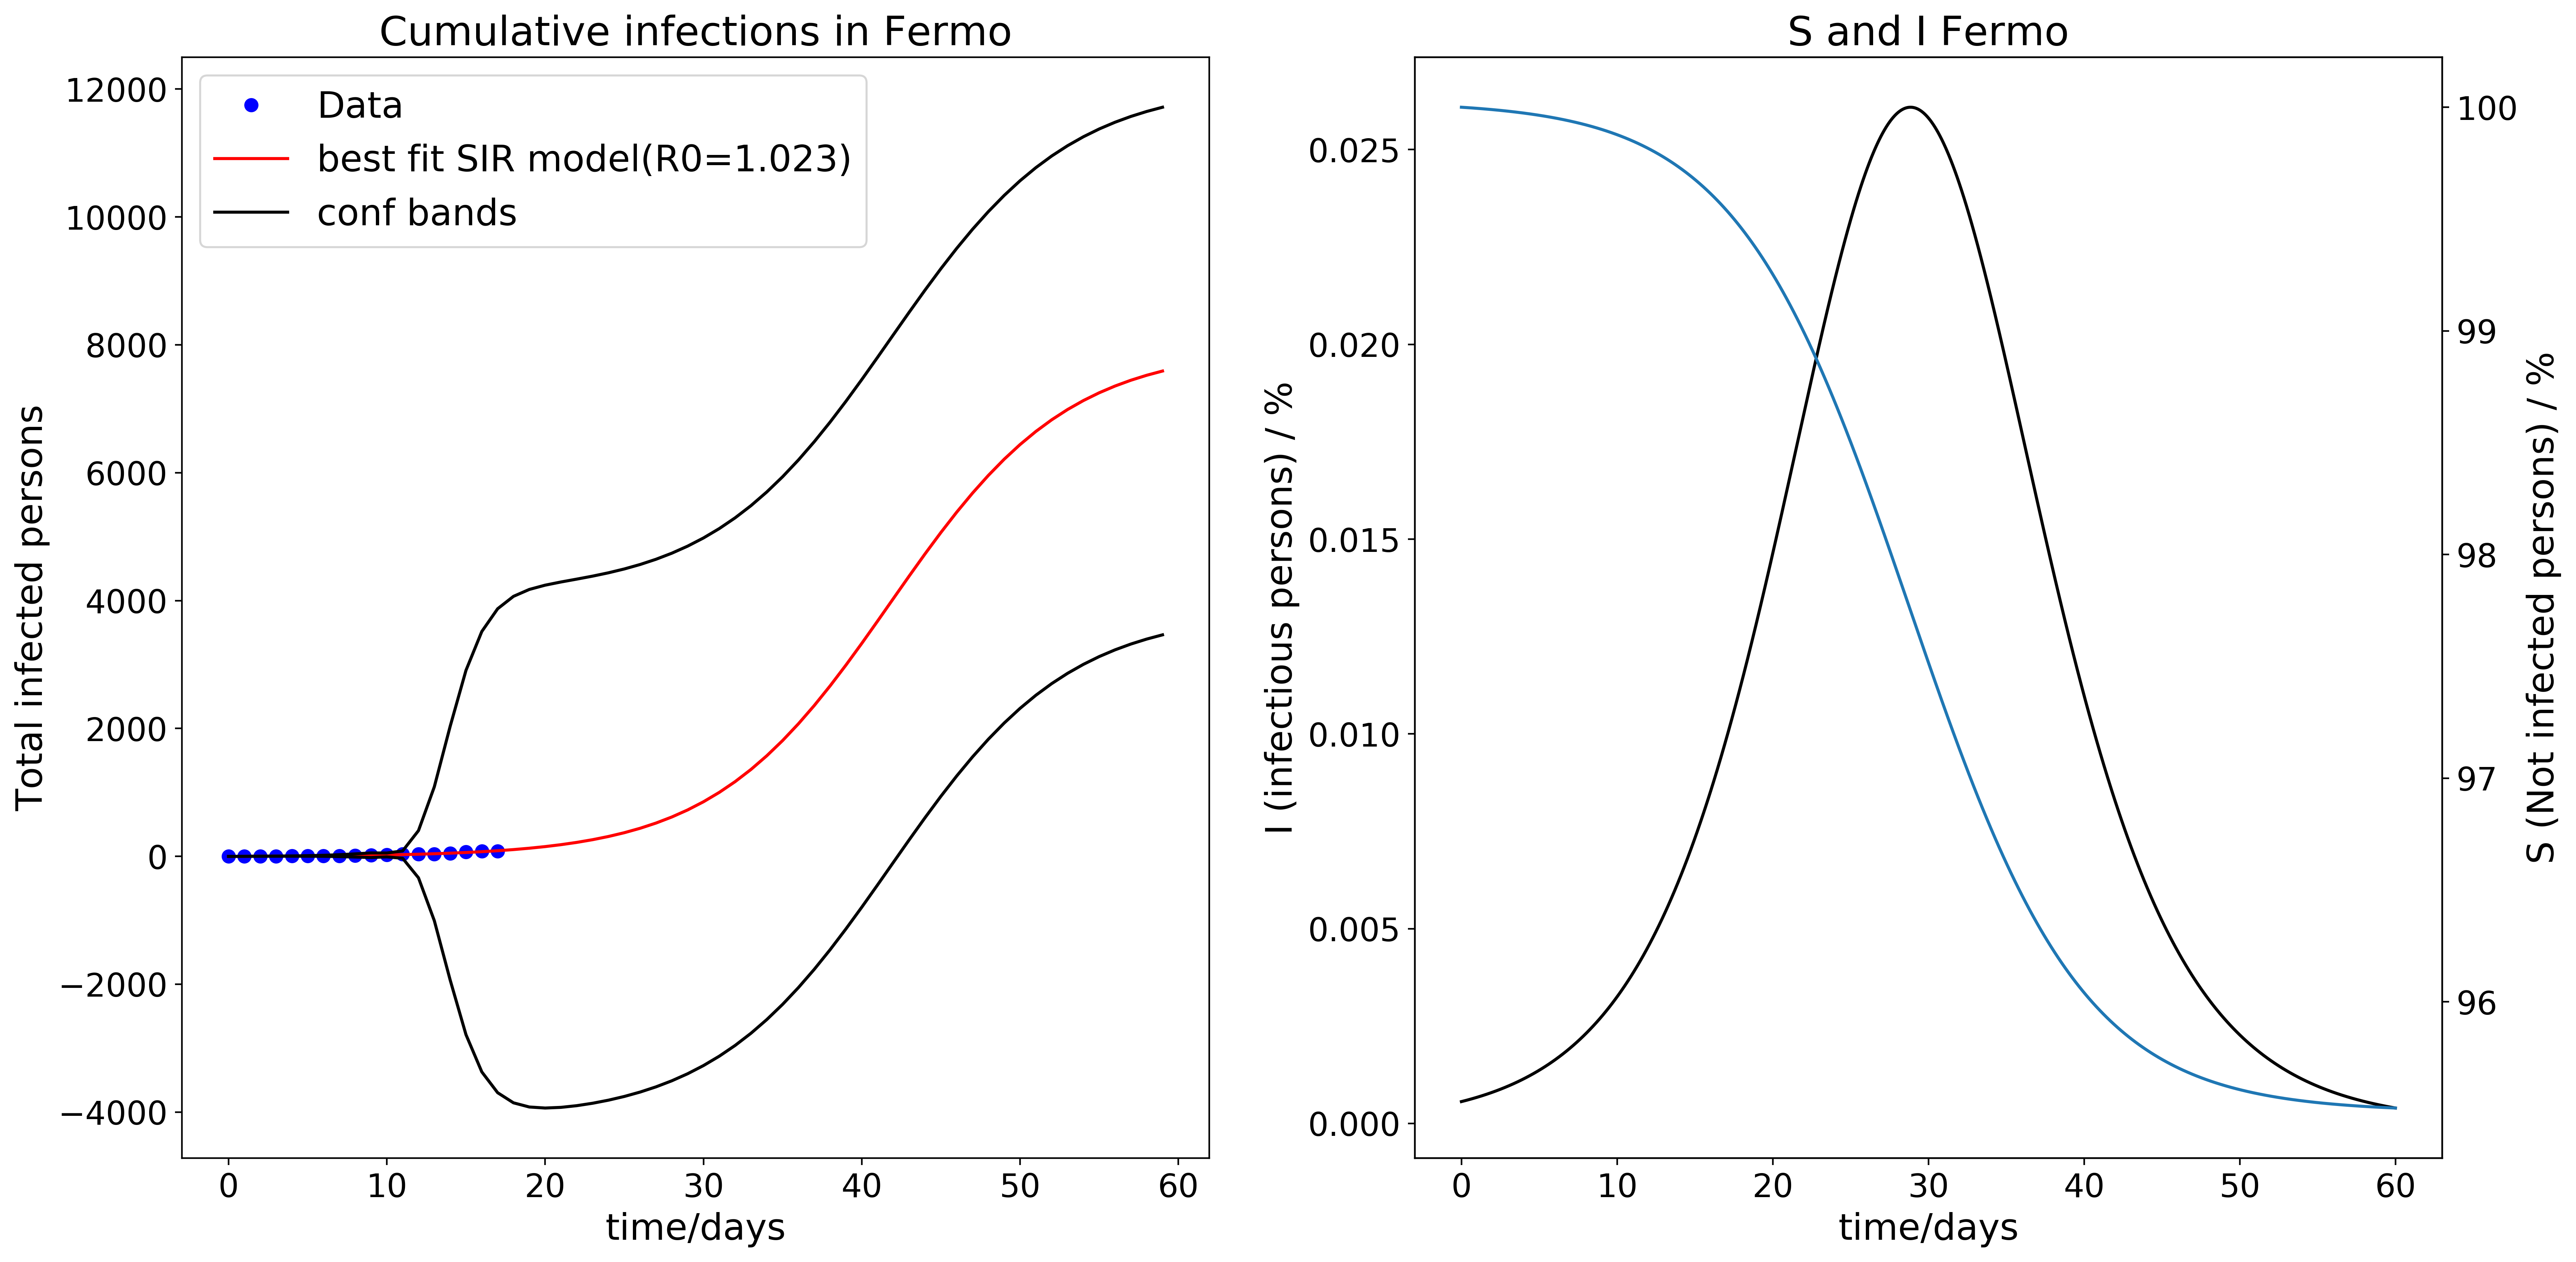 Cumulative infections in Fermo
Data
best fit SIR model(R0=1.023)
conf bands
Total infected persons
12000
10000
8000
6000
4000
2000
0
−2000
−4000
0 10 20 30 40 50 60
time/days
S and I Fermo
I (infectious persons) / %
0.025
0.020
0.015
0.010
0.005
0.000
0 10 20 30 40 50 60
time/days
100
99
98
97
96
S (Not infected persons) / %